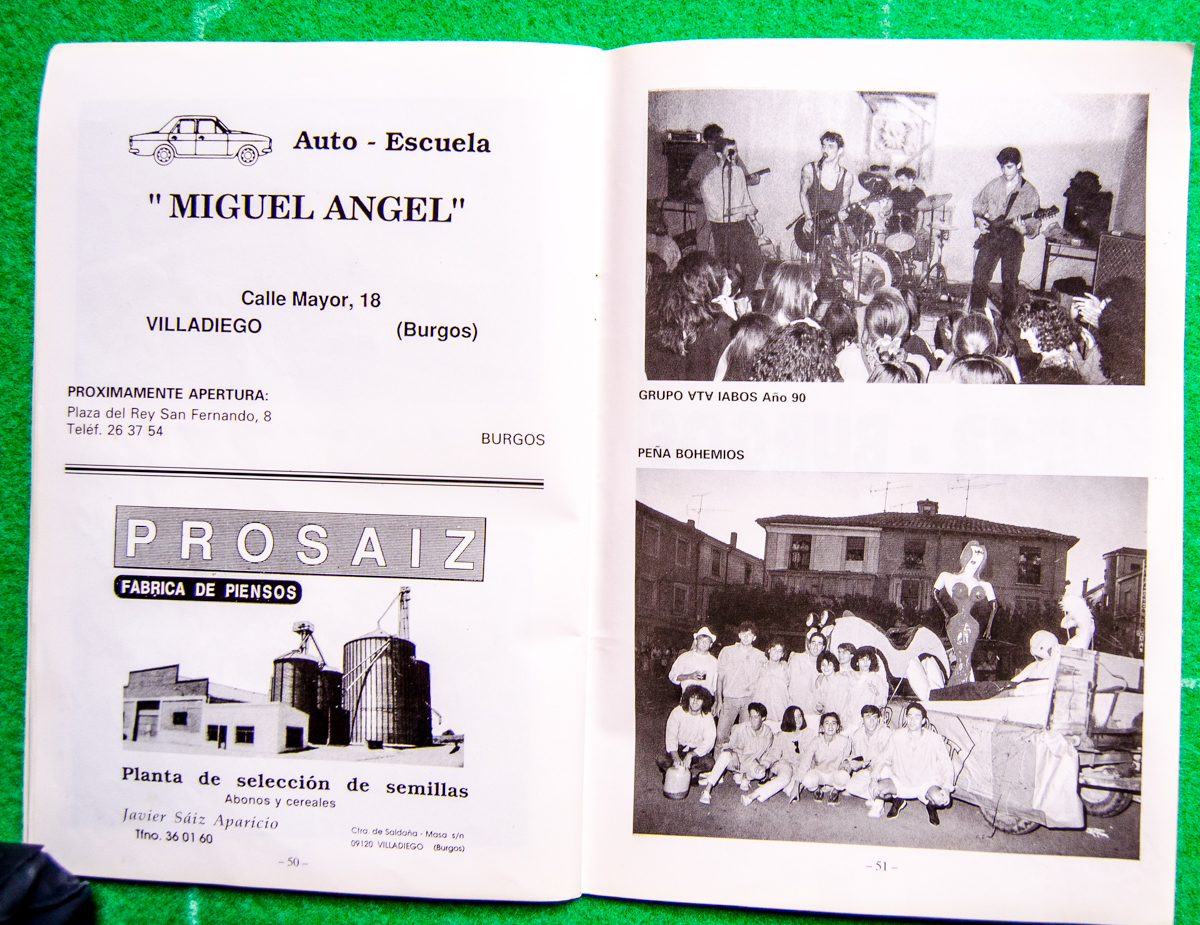 Auto - Escuela
"MIGUEL ANGEL"
Calle Mayor, 18
VILLADIEGO (Burgos)
PROXIMAMENTE APERTURA:
Plaza del Rey San Fernando, 8
Teléf. 26 37 54
BURGOS
PROSAIZ
FABRICA DE PIENSOS
Planta de selección de semillas
Abonos y cereales
Javier Sáiz Aparicio
Tfno. 36 01 60
Ctra. de Saldaña - Masa s/n
09120 VILLADIEGO (Burgos)
– 50 –
GRUPO ∀T∀ IABOS Año 90
PEÑA BOHEMIOS
– 51 –